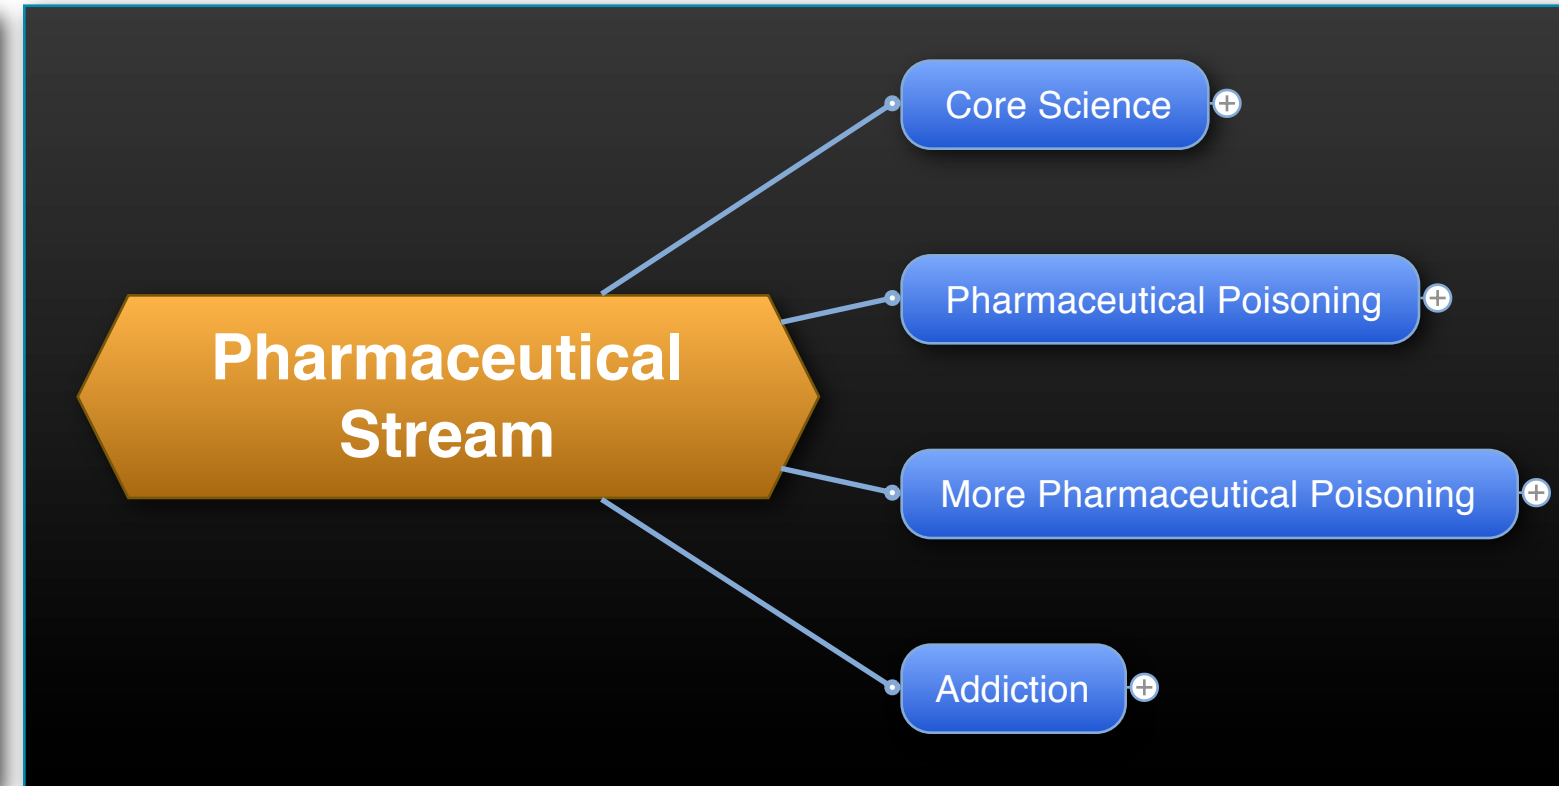 Core Science
Pharmaceutical Poisoning
Pharmaceutical
Stream
More Pharmaceutical Poisoning
Addiction